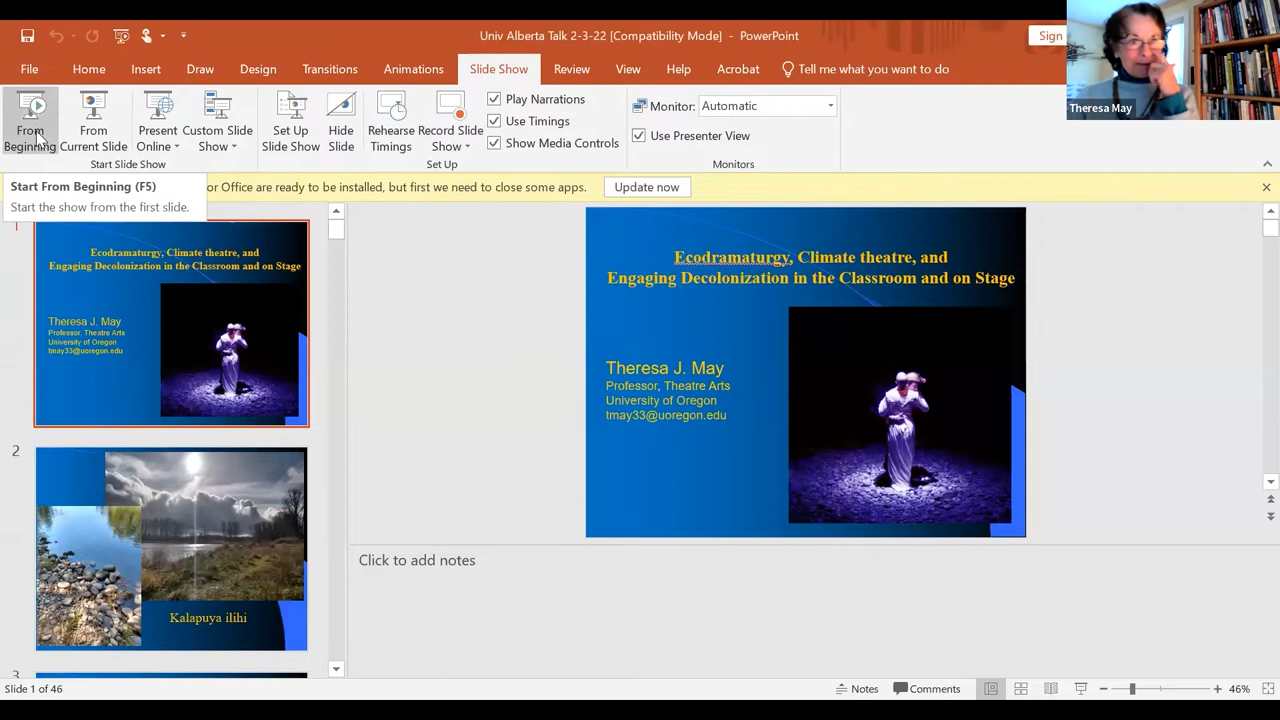 Univ Alberta Talk 2-3-22 [Compatibility Mode] - PowerPoint
Sign
File Home Insert Draw Design Transitions Animations Slide Show Review View Help Acrobat Tell me what you want to do
From Beginning
From Current Slide
Present Online
Custom Slide Show
Start Slide Show
Set Up Slide Show
Hide Slide
Rehearse Timings
Record Slide Show
Play Narrations
Use Timings
Show Media Controls
Set Up
Monitor: Automatic
Use Presenter View
Monitors
Theresa May
Start From Beginning (F5)
Start the show from the first slide.
or Office are ready to be installed, but first we need to close some apps. Update now
1
Ecodramaturgy, Climate theatre, and
Engaging Decolonization in the Classroom and on Stage
Theresa J. May
Professor, Theatre Arts
University of Oregon
tmay33@uoregon.edu
2
Kalapuya ilihi
3
Ecodramaturgy, Climate theatre, and
Engaging Decolonization in the Classroom and on Stage
Theresa J. May
Professor, Theatre Arts
University of Oregon
tmay33@uoregon.edu
Click to add notes
Slide 1 of 46
Notes Comments 46%